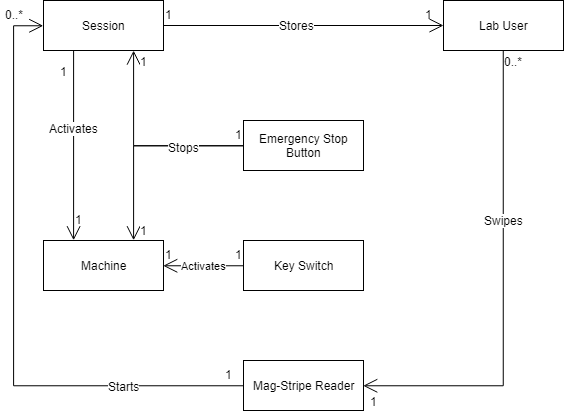 0..*
Session
1
Stores
1
Lab User
1
1
0..*
Activates
1
Emergency Stop
Button
Stops
1
1
Swipes
Machine
1
Activates
1
Key Switch
1
Starts
Mag-Stripe Reader
1